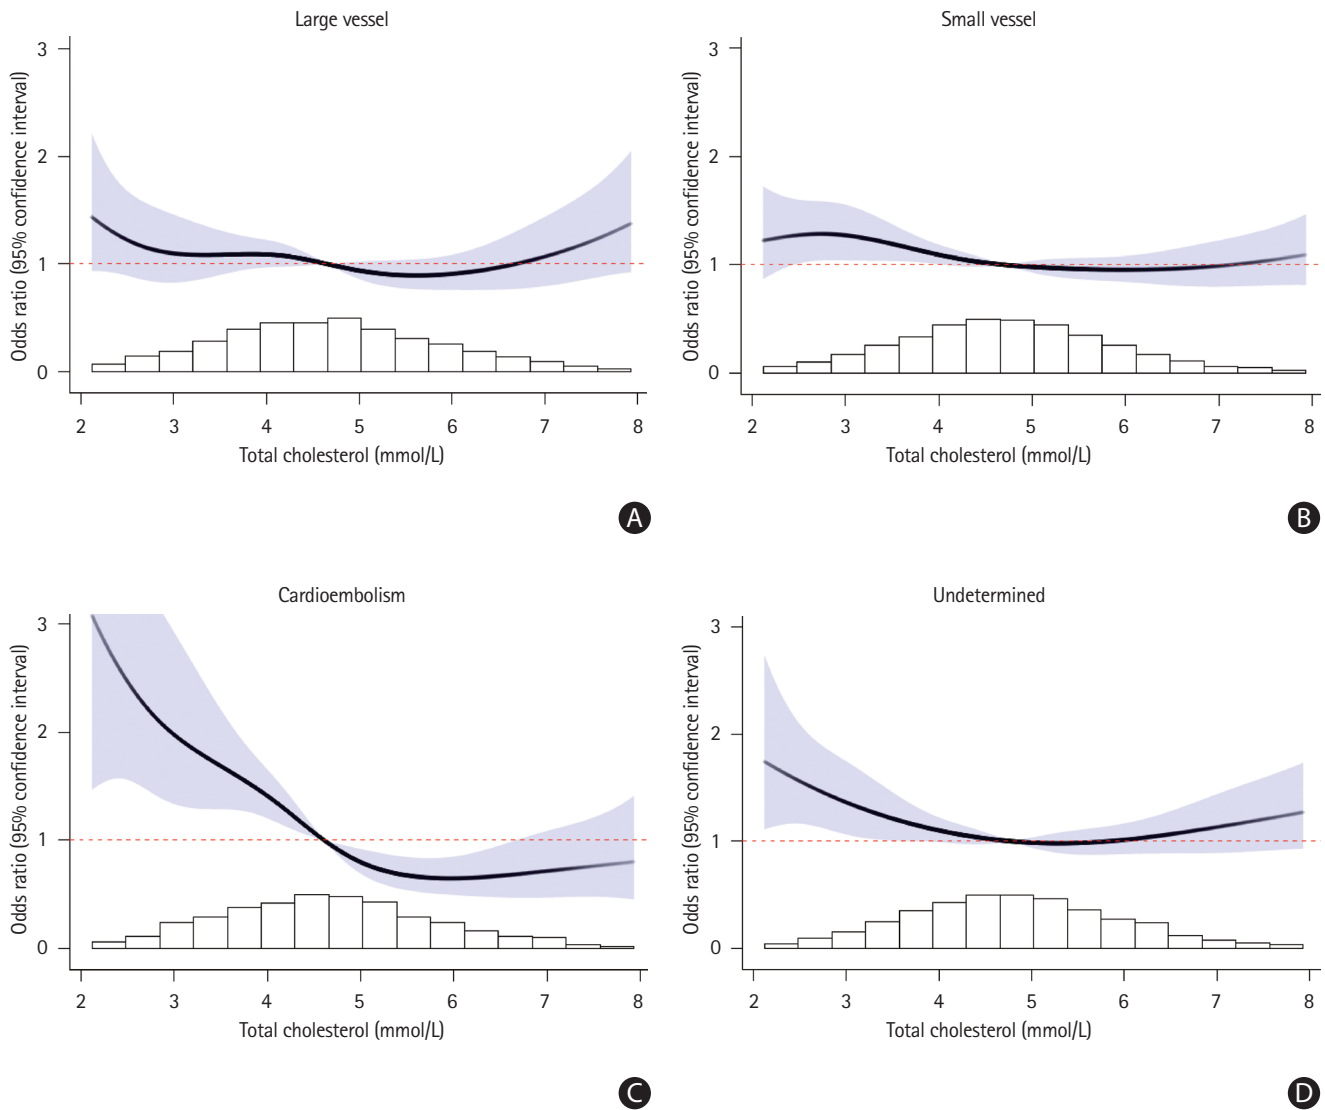 Large vessel
Odds ratio (95% confidence interval)
3
2
1
0
2 3 4 5 6 7 8
Total cholesterol (mmol/L)
A
Small vessel
Odds ratio (95% confidence interval)
3
2
1
0
2 3 4 5 6 7 8
Total cholesterol (mmol/L)
B
Cardioembolism
Odds ratio (95% confidence interval)
3
2
1
0
2 3 4 5 6 7 8
Total cholesterol (mmol/L)
C
Undetermined
Odds ratio (95% confidence interval)
3
2
1
0
2 3 4 5 6 7 8
Total cholesterol (mmol/L)
D